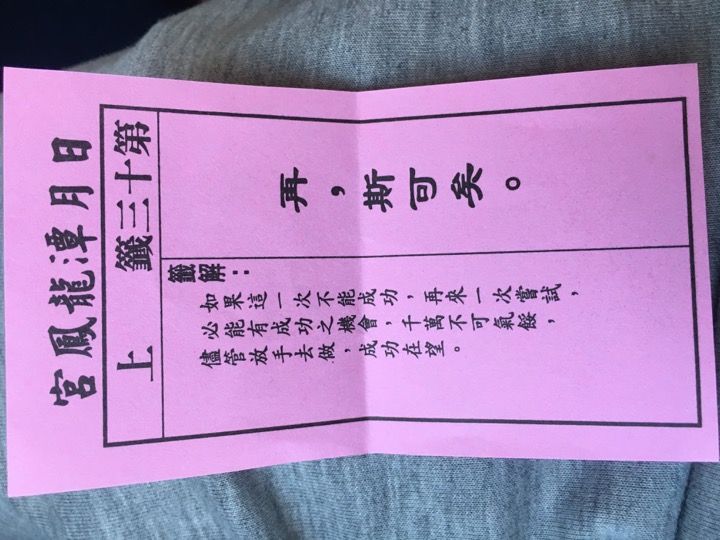 日月潭龍鳳宮
第十三籤　上
再，斯可矣。
籤解：
如果這一次不能成功，再來一次嘗試，
必能有成功之機會，千萬不可氣餒，
儘管放手去做，成功在望。